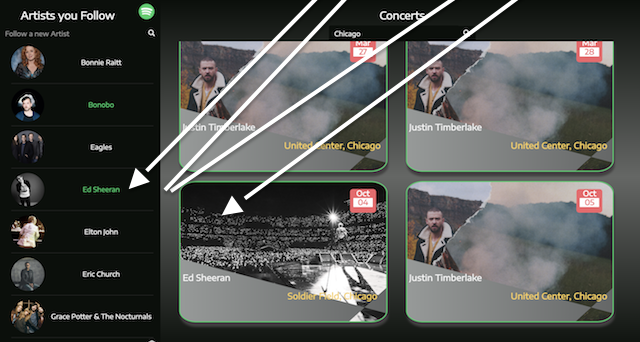 Artists you Follow
Follow a new Artist
Bonnie Raitt
Bonobo
Eagles
Ed Sheeran
Elton John
Eric Church
Grace Potter & The Nocturnals
Concerts
Chicago
Mar
27
Justin Timberlake
United Center, Chicago
Mar
28
Justin Timberlake
United Center, Chicago
Oct
04
Ed Sheeran
Soldier Field, Chicago
Oct
05
Justin Timberlake
United Center, Chicago